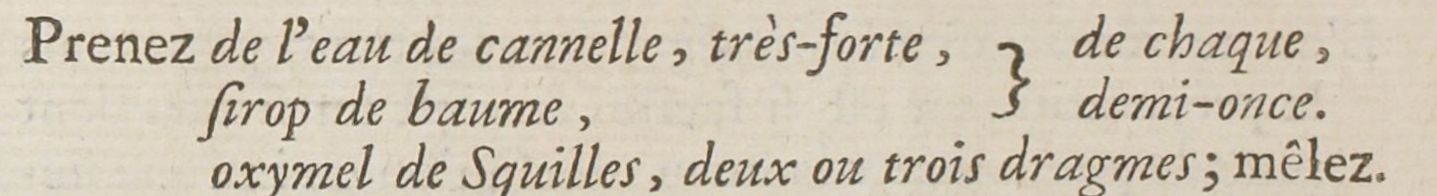 Prenez de l'eau de cannelle, très-forte, } de chaque,
ſirop de baume, } demi-once.
oxymel de Squilles, deux ou trois dragmes; mêlez.